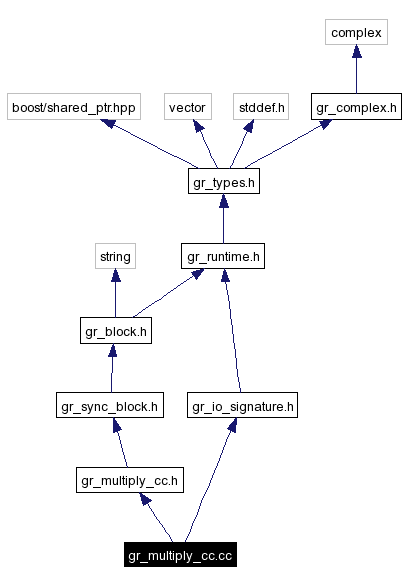 complex
boost/shared_ptr.hpp
vector
stddef.h
gr_complex.h
gr_types.h
string
gr_runtime.h
gr_block.h
gr_sync_block.h
gr_io_signature.h
gr_multiply_cc.h
gr_multiply_cc.cc